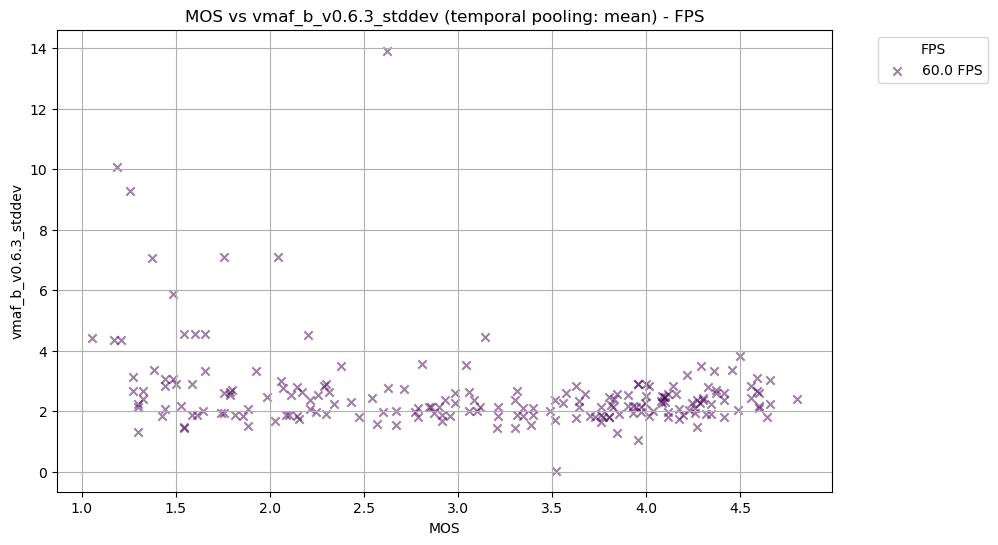 MOS vs vmaf_b_v0.6.3_stddev (temporal pooling: mean) - FPS
FPS
60.0 FPS
vmaf_b_v0.6.3_stddev
14
12
10
8
6
4
2
0
1.0 1.5 2.0 2.5 3.0 3.5 4.0 4.5
MOS